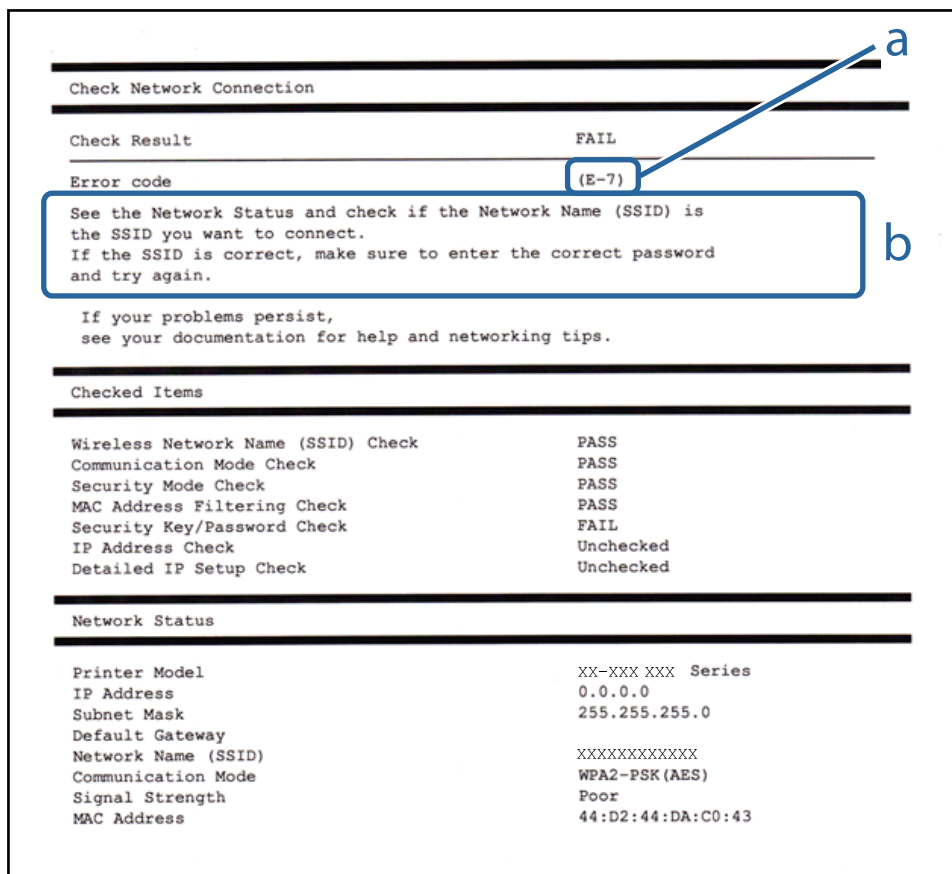 a
Check Network Connection
Check Result FAIL
Error code (E-7)
See the Network Status and check if the Network Name (SSID) is
the SSID you want to connect.
If the SSID is correct, make sure to enter the correct password
and try again.
b
If your problems persist,
see your documentation for help and networking tips.
Checked Items
Wireless Network Name (SSID) Check PASS
Communication Mode Check PASS
Security Mode Check PASS
MAC Address Filtering Check PASS
Security Key/Password Check FAIL
IP Address Check Unchecked
Detailed IP Setup Check Unchecked
Network Status
Printer Model XX-XXX XXX Series
IP Address 0.0.0.0
Subnet Mask 255.255.255.0
Default Gateway
Network Name (SSID) XXXXXXXXXXXX
Communication Mode WPA2-PSK(AES)
Signal Strength Poor
MAC Address 44:D2:44:DA:C0:43